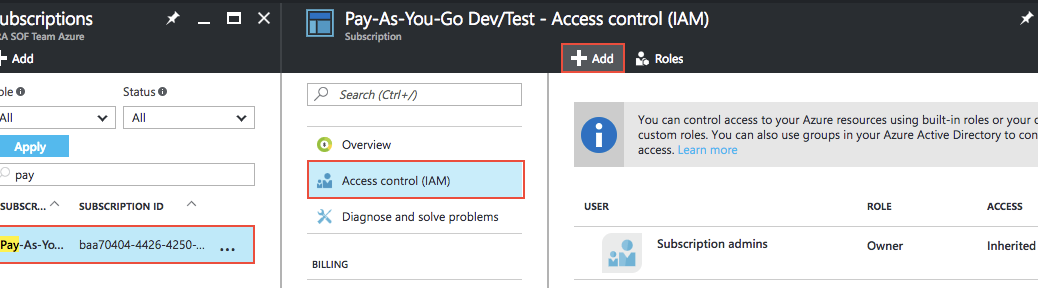 ubscriptions
RA SOF Team Azure
Add
ole
Status
All
All
Apply
pay
SUBSCR...
SUBSCRIPTION ID
Pay-As-Yo...
baa70404-4426-4250-...
...
Pay-As-You-Go Dev/Test - Access control (IAM)
Subscription
Add
Roles
Search (Ctrl+/)
Overview
Access control (IAM)
Diagnose and solve problems
BILLING
You can control access to your Azure resources using built-in roles or your c
custom roles. You can also use groups in your Azure Active Directory to con
access. Learn more
USER
ROLE
ACCESS
Subscription admins
Owner
Inherited